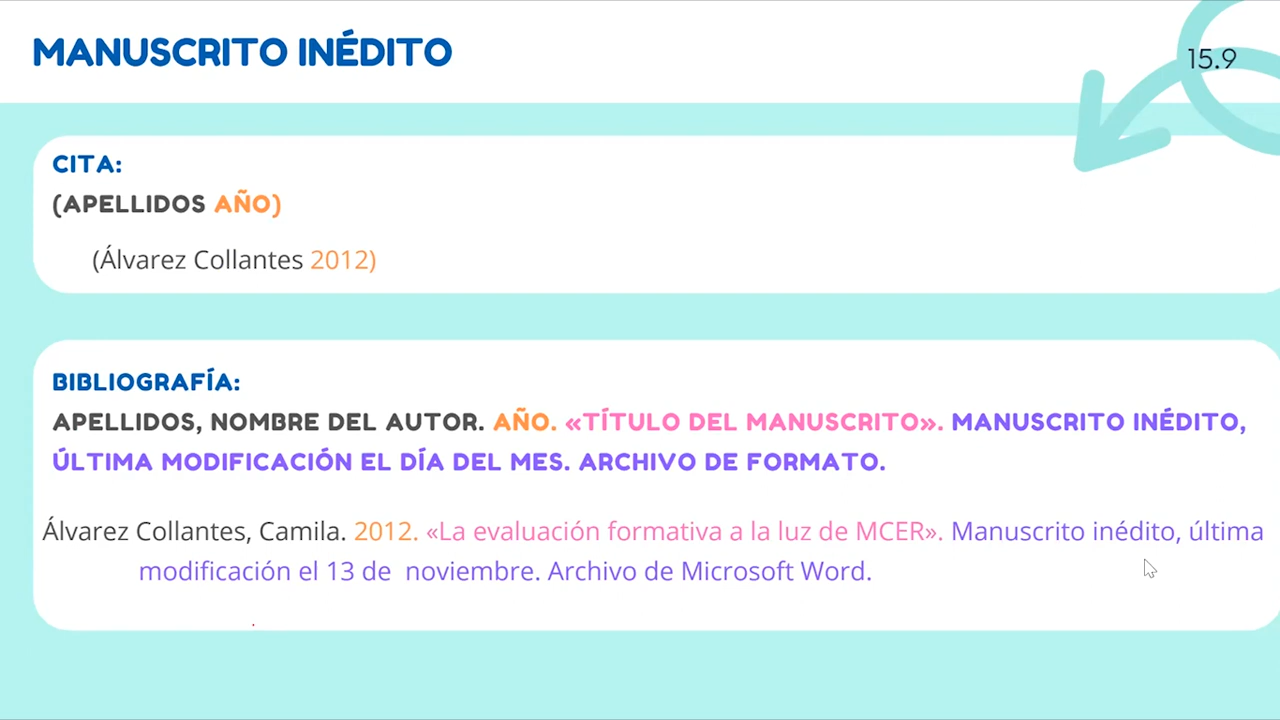 MANUSCRITO INÉDITO
15.9
CITA:
(APELLIDOS AÑO)
(Álvarez Collantes 2012)
BIBLIOGRAFÍA:
APELLIDOS, NOMBRE DEL AUTOR. AÑO. «TÍTULO DEL MANUSCRITO». MANUSCRITO INÉDITO,
ÚLTIMA MODIFICACIÓN EL DÍA DEL MES. ARCHIVO DE FORMATO.
Álvarez Collantes, Camila. 2012. «La evaluación formativa a la luz de MCER». Manuscrito inédito, última
modificación el 13 de noviembre. Archivo de Microsoft Word.